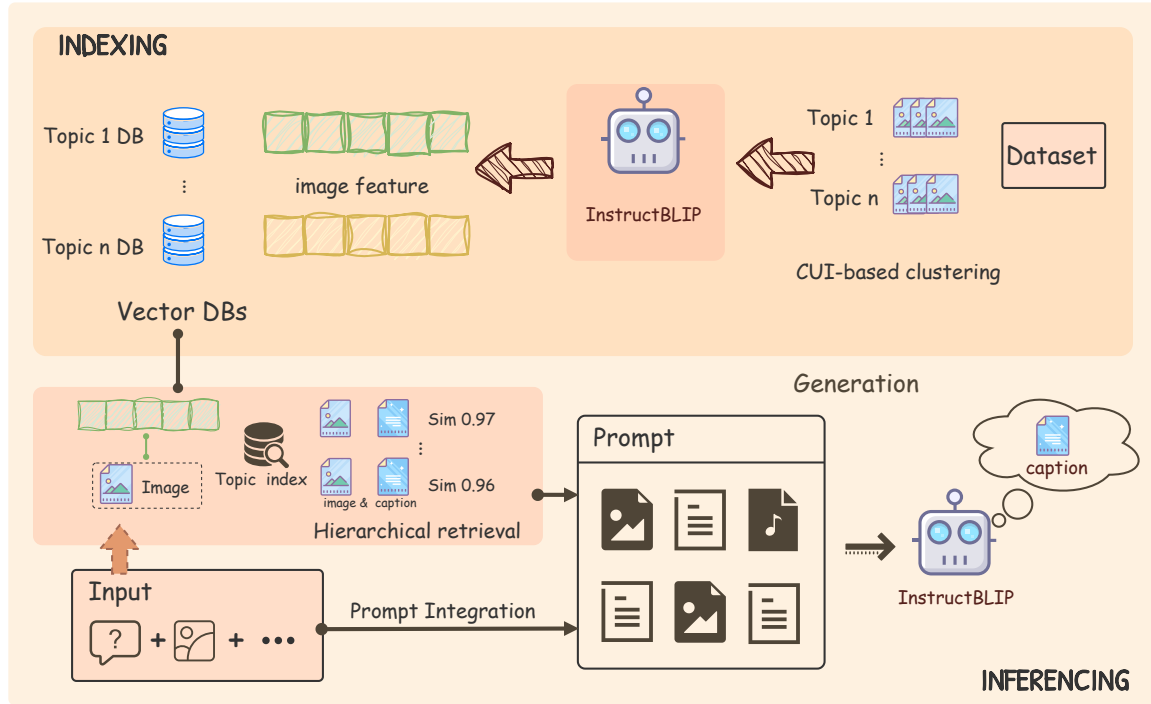 INDEXING
Topic 1 DB
Topic n DB
Vector DBs
image feature
InstructBLIP
Topic 1
Topic n
CUI-based clustering
Dataset
Image
Topic index
Sim 0.97
Sim 0.96
image & caption
Hierarchical retrieval
Input
?
+
+
Prompt Integration
Prompt
Generation
caption
InstructBLIP
INFERENCING